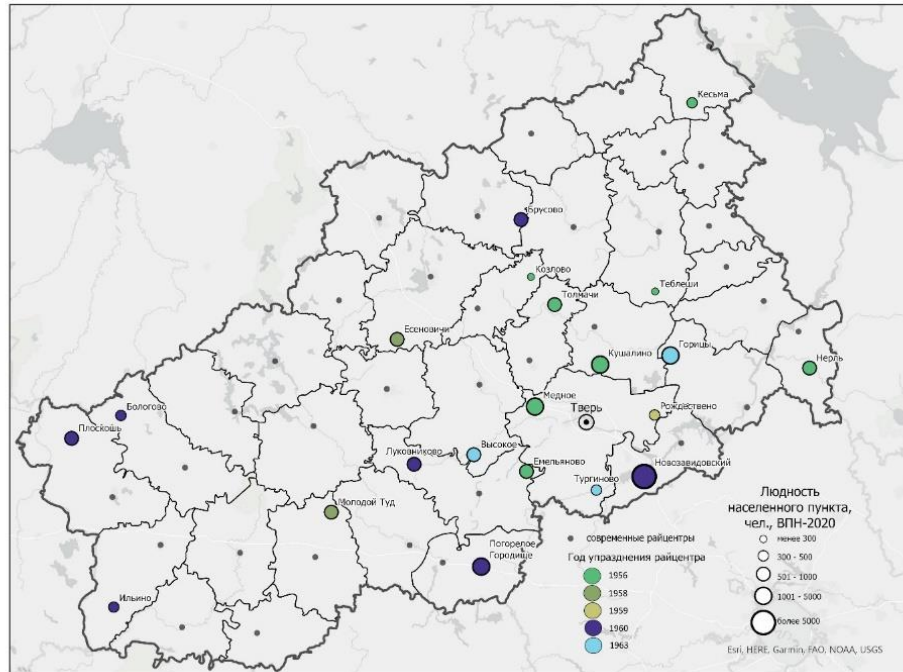 Кесьма
Брусово
Козлово
Теблеши
Толмачи
Есеновичи
Горицы
Кушалино
Нерль
Медное
Бологово
Рождествено
Тверь
Плоскошь
Высокое
Луковниково
Емельяново
Новозавидовский
Тургиново
Молодой Туд
Погорелое
Городище
Ильино
современные райцентры
Год упразднения райцентра
1956
1958
1959
1960
1963
Людность
населенного пункта,
чел., ВПН-2020
менее 300
300 - 500
501 - 1000
1001 - 5000
более 5000
Esri, HERE, Garmin, FAO, NOAA, USGS